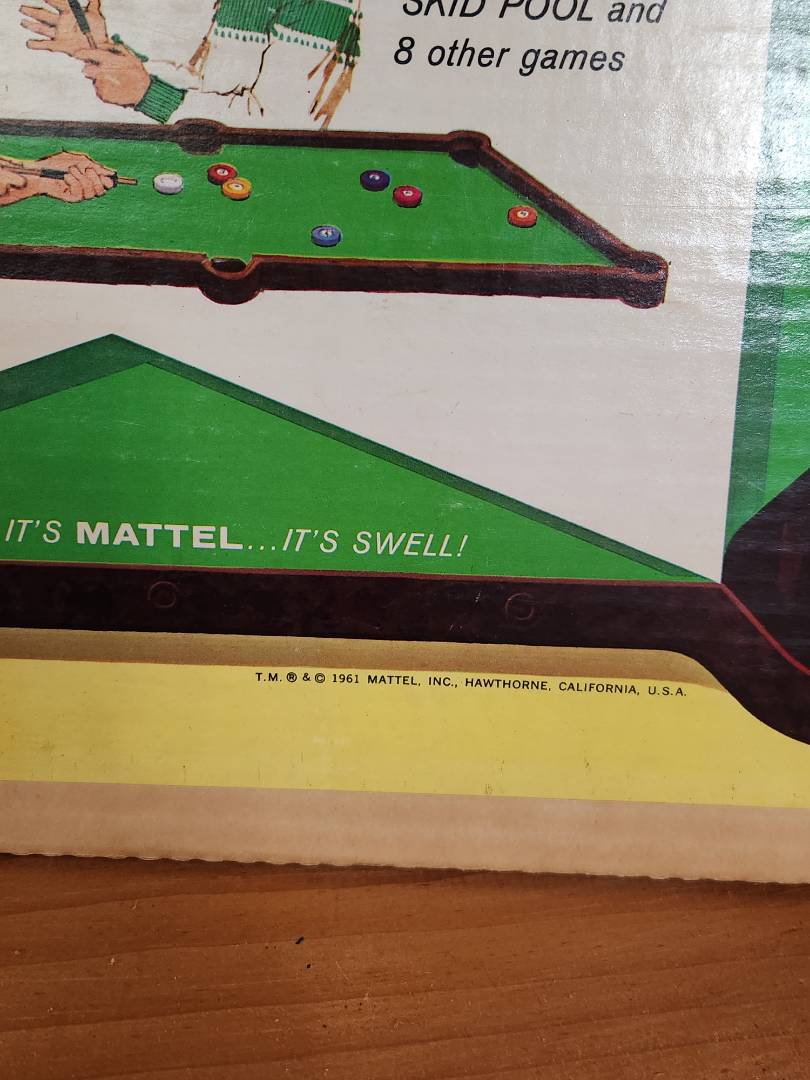 SKID POOL and
8 other games
IT'S MATTEL...IT'S SWELL!
T.M. ® & © 1961 MATTEL, INC., HAWTHORNE, CALIFORNIA, U.S.A.